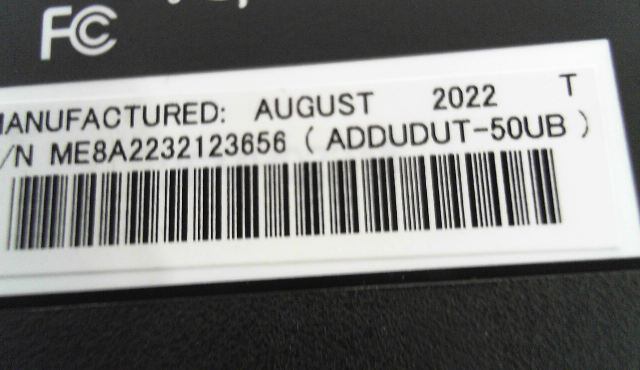 FC
MANUFACTURED: AUGUST 2022 T
/N ME8A2232123656 ( ADDUDUT-50UB )